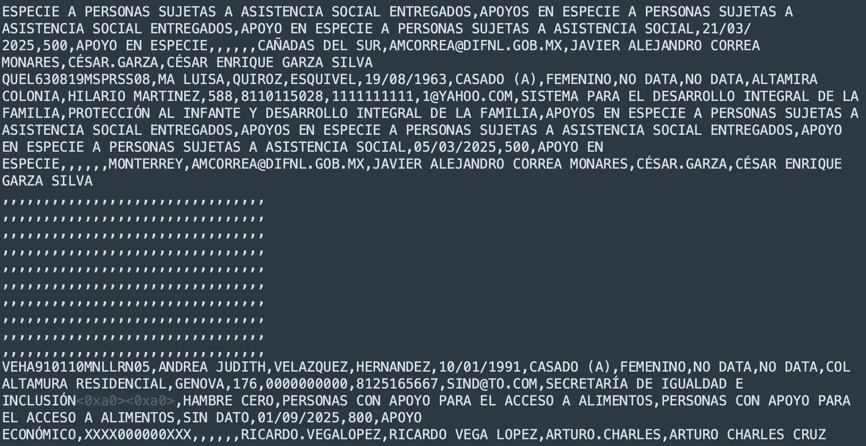 ESPECIE A PERSONAS SUJETAS A ASISTENCIA SOCIAL ENTREGADOS,APOYOS EN ESPECIE A PERSONAS SUJETAS A
ASISTENCIA SOCIAL ENTREGADOS,APOYO EN ESPECIE A PERSONAS SUJETAS A ASISTENCIA SOCIAL,21/03/
2025,500,APOYO EN ESPECIE,,,,,,CAÑADAS DEL SUR,AMCORREA@DIFNL.GOB.MX,JAVIER ALEJANDRO CORREA
MONARES,CÉSAR.GARZA,CÉSAR ENRIQUE GARZA SILVA
QUEL630819MSPRSS08,MA LUISA,QUIROZ,ESQUIVEL,19/08/1963,CASADO (A),FEMENINO,NO DATA,NO DATA,ALTAMIRA
COLONIA,HILARIO MARTINEZ,588,8110115028,1111111111,1@YAHOO.COM,SISTEMA PARA EL DESARROLLO INTEGRAL DE LA
FAMILIA,PROTECCIÓN AL INFANTE Y DESARROLLO INTEGRAL DE LA FAMILIA,APOYOS EN ESPECIE A PERSONAS SUJETAS A
ASISTENCIA SOCIAL ENTREGADOS,APOYOS EN ESPECIE A PERSONAS SUJETAS A ASISTENCIA SOCIAL ENTREGADOS,APOYO
EN ESPECIE A PERSONAS SUJETAS A ASISTENCIA SOCIAL,05/03/2025,500,APOYO EN
ESPECIE,,,,,,MONTERREY,AMCORREA@DIFNL.GOB.MX,JAVIER ALEJANDRO CORREA MONARES,CÉSAR.GARZA,CÉSAR ENRIQUE
GARZA SILVA
,,,,,,,,,,,,,,,,,,,,,,,,,,,,,,,,
,,,,,,,,,,,,,,,,,,,,,,,,,,,,,,,,
,,,,,,,,,,,,,,,,,,,,,,,,,,,,,,,,
,,,,,,,,,,,,,,,,,,,,,,,,,,,,,,,,
,,,,,,,,,,,,,,,,,,,,,,,,,,,,,,,,
,,,,,,,,,,,,,,,,,,,,,,,,,,,,,,,,
,,,,,,,,,,,,,,,,,,,,,,,,,,,,,,,,
,,,,,,,,,,,,,,,,,,,,,,,,,,,,,,,,
,,,,,,,,,,,,,,,,,,,,,,,,,,,,,,,,
,,,,,,,,,,,,,,,,,,,,,,,,,,,,,,,,
VEHA910110MNLLRN05,ANDREA JUDITH,VELAZQUEZ,HERNANDEZ,10/01/1991,CASADO (A),FEMENINO,NO DATA,NO DATA,COL
ALTAMURA RESIDENCIAL,GENOVA,176,0000000000,8125165667,SIND@TO.COM,SECRETARÍA DE IGUALDAD E
INCLUSIÓN<0xa0><0xa0>,HAMBRE CERO,PERSONAS CON APOYO PARA EL ACCESO A ALIMENTOS,PERSONAS CON APOYO PARA
EL ACCESO A ALIMENTOS,SIN DATO,01/09/2025,800,APOYO
ECONÓMICO,XXXX000000XXX,,,,,,RICARDO.VEGALOPEZ,RICARDO VEGA LOPEZ,ARTURO.CHARLES,ARTURO CHARLES CRUZ